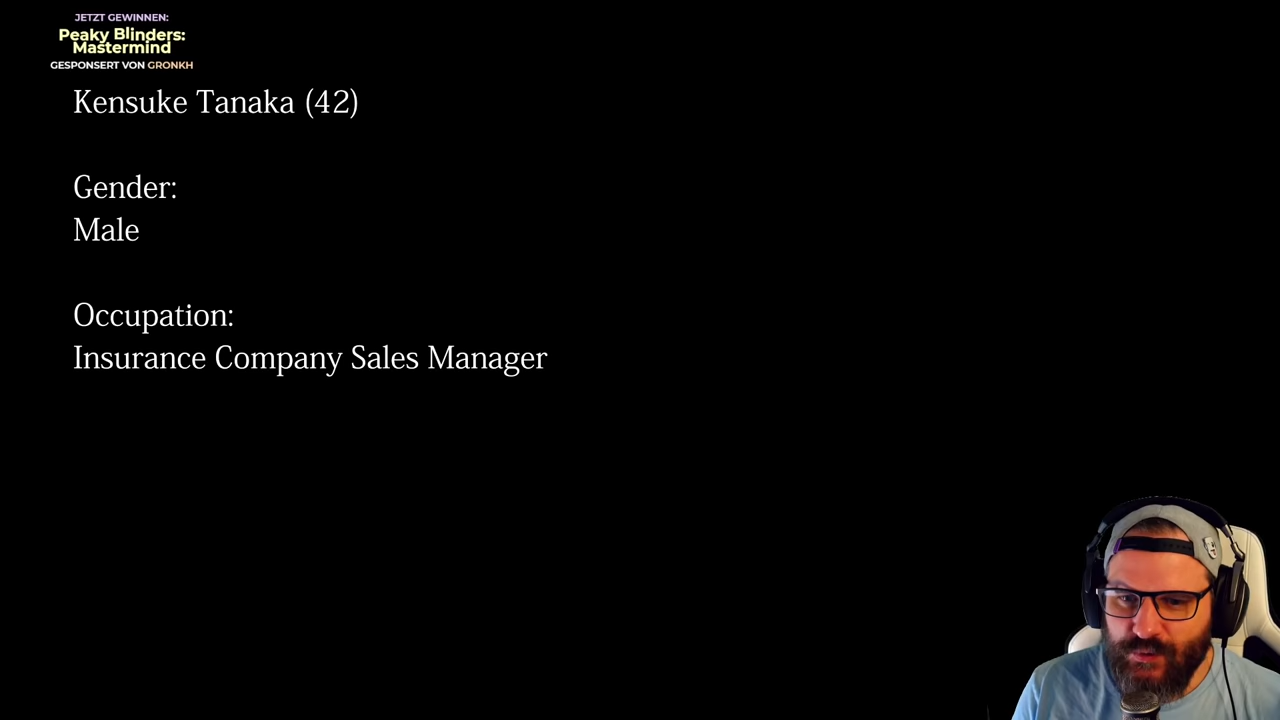 JETZT GEWINNEN:
Peaky Blinders:
Mastermind
GESPONSERT VON GRONKH
Kensuke Tanaka (42)
Gender:
Male
Occupation:
Insurance Company Sales Manager